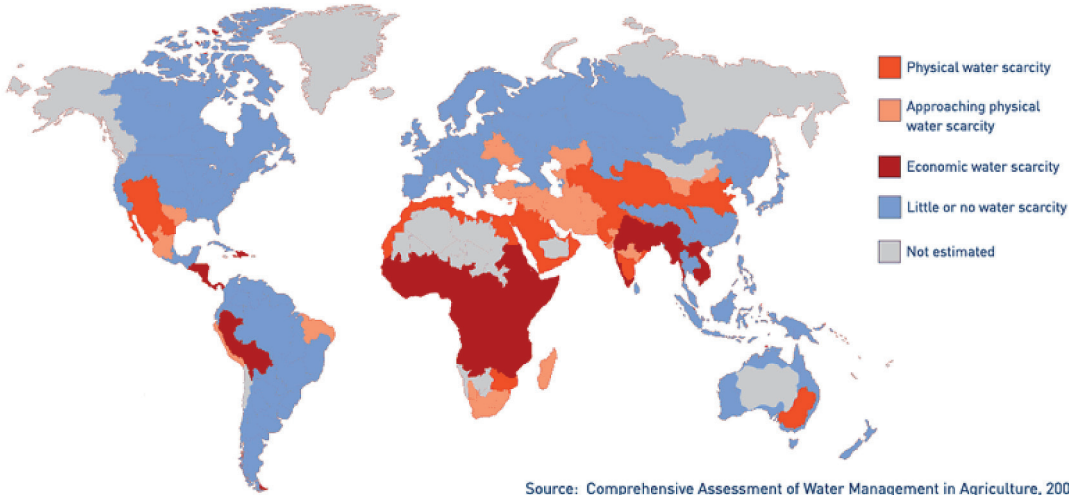 Physical water scarcity
Approaching physical
water scarcity
Economic water scarcity
Little or no water scarcity
Not estimated
Source: Comprehensive Assessment of Water Management in Agriculture, 200